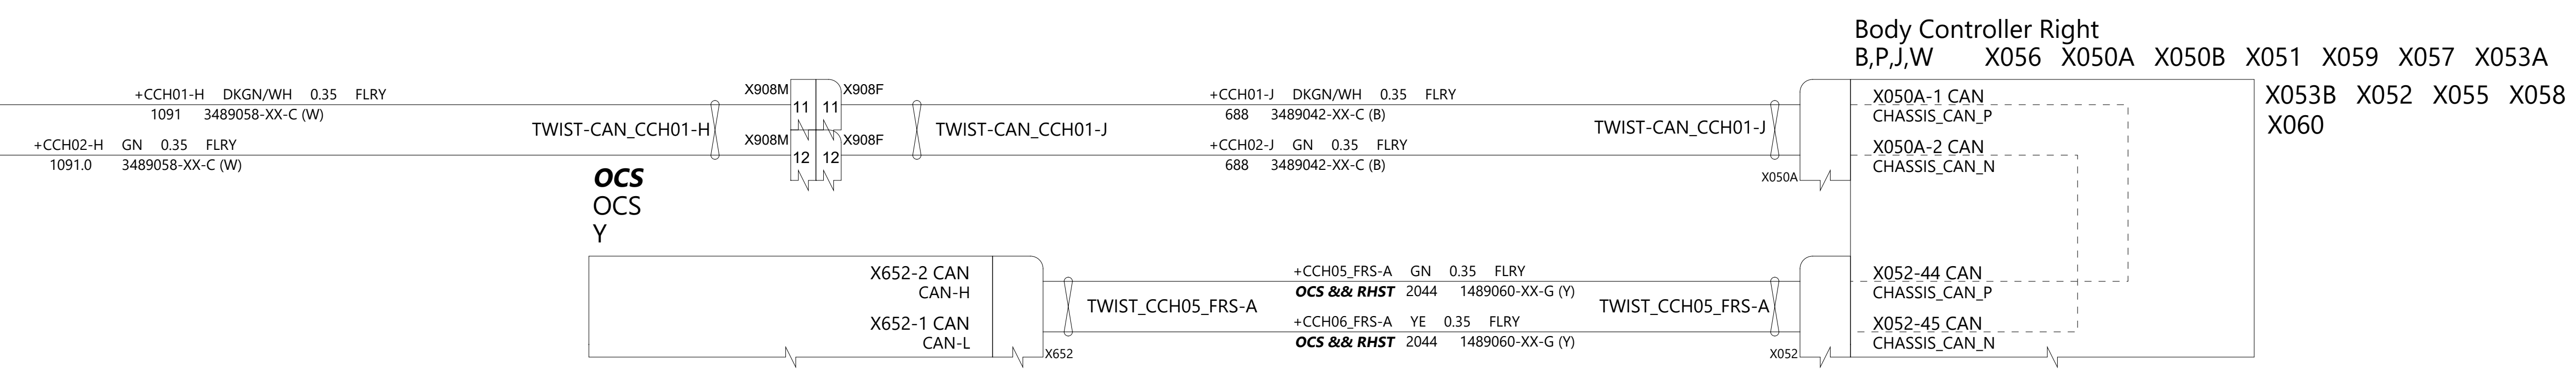 Body Controller Right
B,P,J,W X056 X050A X050B X051 X059 X057 X053A
X053B X052 X055 X058
X060
+CCH01-H DKGN/WH 0.35 FLRY
1091 3489058-XX-C (W)
+CCH02-H GN 0.35 FLRY
1091.0 3489058-XX-C (W)
TWIST-CAN_CCH01-H
X908M 11 11 X908F
X908M 12 12 X908F
TWIST-CAN_CCH01-J
+CCH01-J DKGN/WH 0.35 FLRY
688 3489042-XX-C (B)
+CCH02-J GN 0.35 FLRY
688 3489042-XX-C (B)
TWIST-CAN_CCH01-J
X050A
X050A-1 CAN
CHASSIS_CAN_P
X050A-2 CAN
CHASSIS_CAN_N
OCS
OCS
Y
X652-2 CAN
CAN-H
X652-1 CAN
CAN-L
X652
TWIST_CCH05_FRS-A
+CCH05_FRS-A GN 0.35 FLRY
OCS && RHST 2044 1489060-XX-G (Y)
+CCH06_FRS-A YE 0.35 FLRY
OCS && RHST 2044 1489060-XX-G (Y)
TWIST_CCH05_FRS-A
X052
X052-44 CAN
CHASSIS_CAN_P
X052-45 CAN
CHASSIS_CAN_N